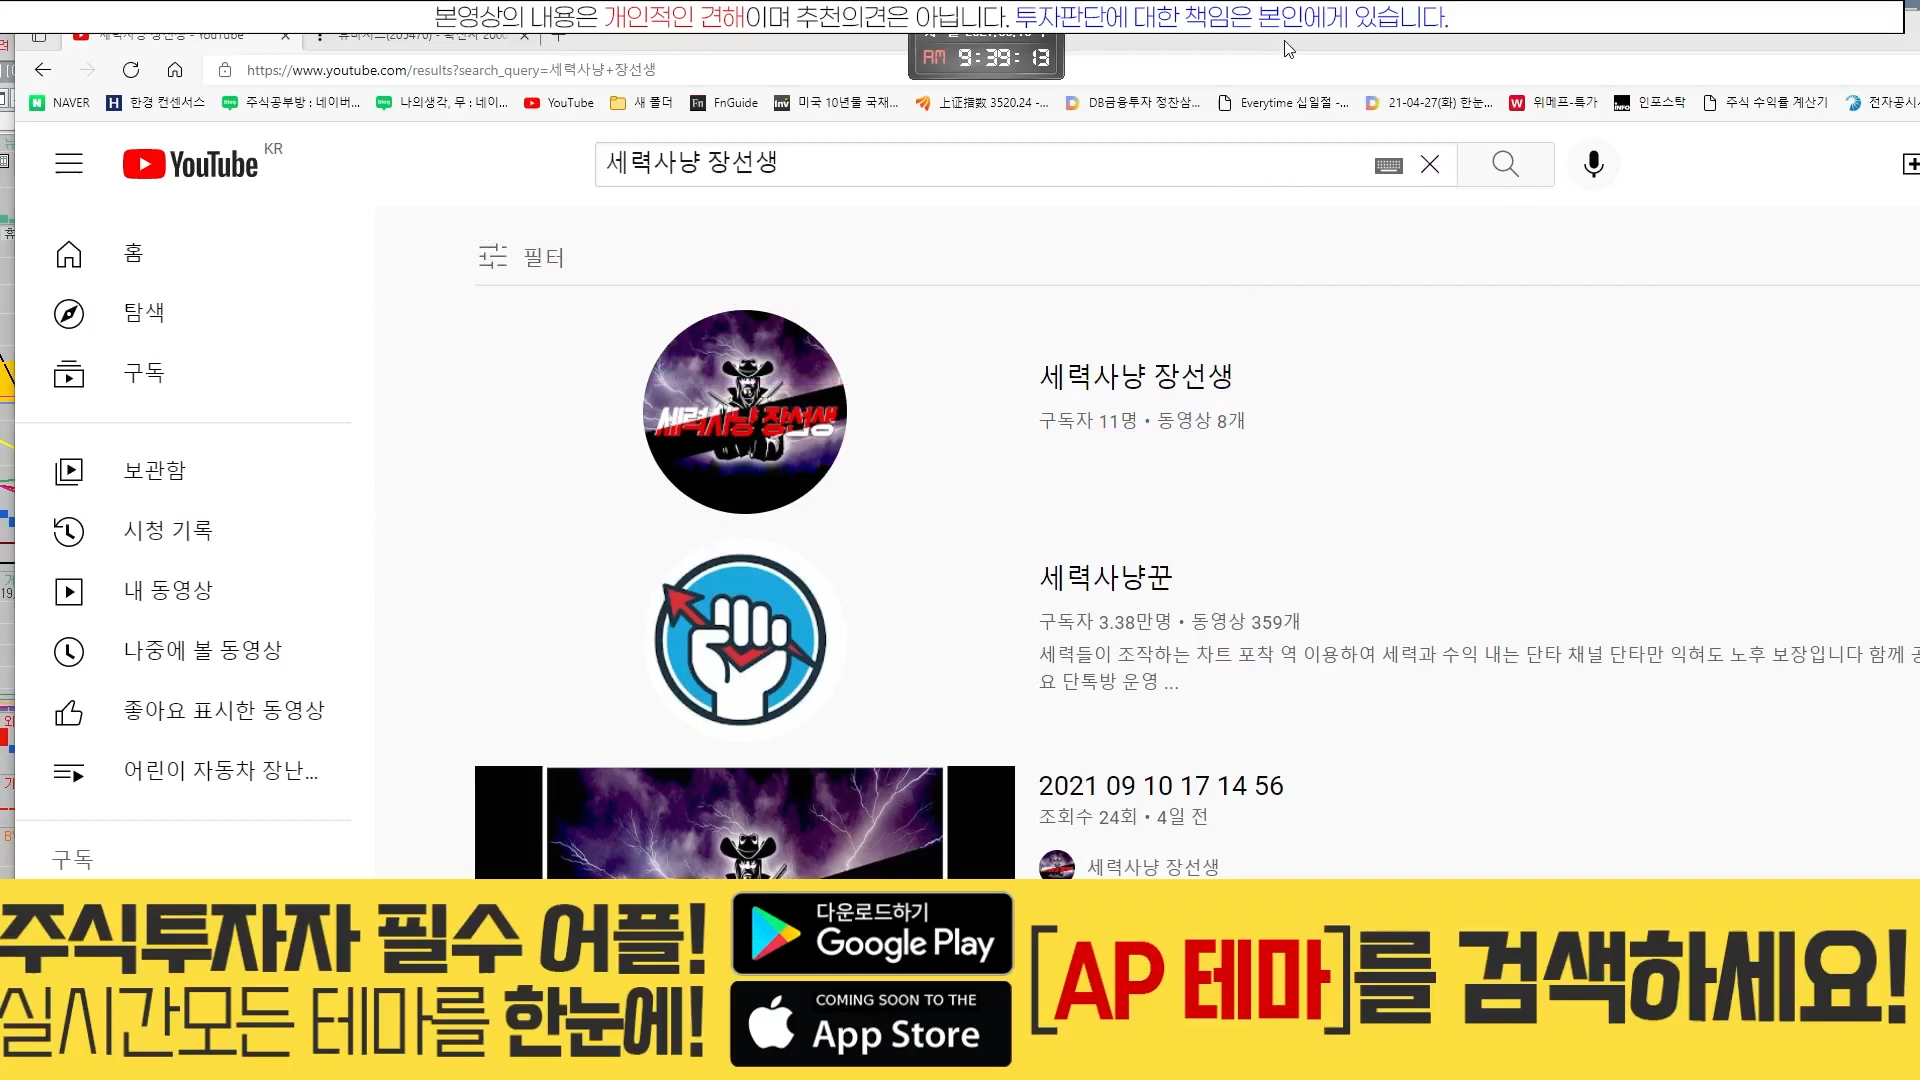 본영상의 내용은 개인적인 견해이며 추천의견은 아닙니다. 투자판단에 대한 책임은 본인에게 있습니다.
AM 9:39:13
https://www.youtube.com/results?search_query=세력사냥+장선생
NAVER 한경 컨센서스 주식공부방 : 네이버... 나의생각, 무 : 네이... YouTube 새 폴더 FnGuide 미국 10년물 국채... 上证指数 3520.24 -... DB금융투자 정찬삼... Everytime 십일절 -... 21-04-27(화) 한눈... 위메프-특가 인포스탁 주식 수익률 계산기 전자공시
YouTube KR
세력사냥 장선생
홈
탐색
구독
보관함
시청 기록
내 동영상
나중에 볼 동영상
좋아요 표시한 동영상
어린이 자동차 장난...
구독
필터
세력사냥 장선생
세력사냥 장선생
구독자 11명 • 동영상 8개
세력사냥꾼
구독자 3.38만명 • 동영상 359개
세력들이 조작하는 차트 포착 역 이용하여 세력과 수익 내는 단타 채널 단타만 익혀도 노후 보장입니다 함께
요 단톡방 운영 ...
2021 09 10 17 14 56
조회수 24회 • 4일 전
세력사냥 장선생
주식투자자 필수 어플!
실시간모든 테마를 한눈에!
다운로드하기
Google Play
COMING SOON TO THE
App Store
[AP 테마]를 검색하세요!